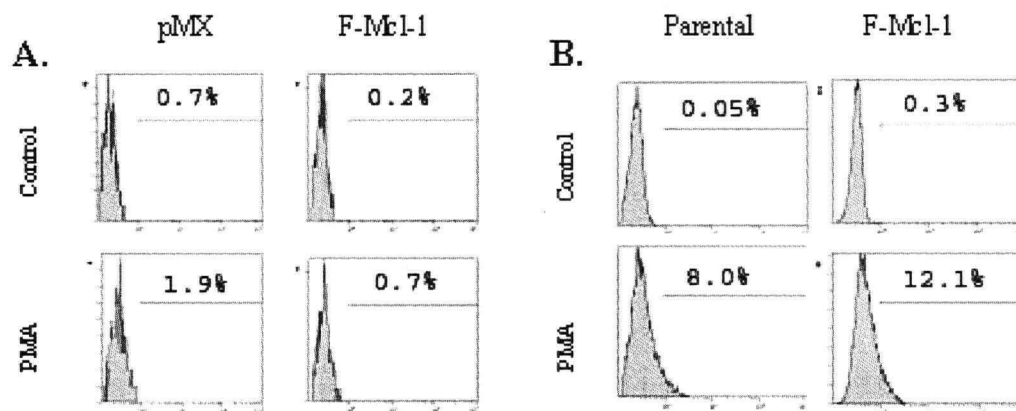 pMX F-Mcl-1 Parental F-Mcl-1
A. B.
Control 0.7% 0.2% Control 0.05% 0.3%
PMA 1.9% 0.7% PMA 8.0% 12.1%